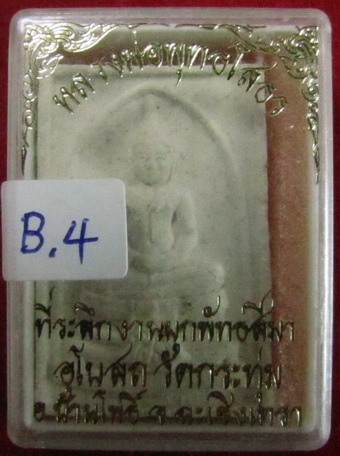 หลวงพ่อพุทธโสธร
B.4
ที่ระลึกงานผูกพัทธสีมา
อุโบสถ วัดกระทุ่ม
อ.บ้านโพธิ์ จ.ฉะเชิงเทรา